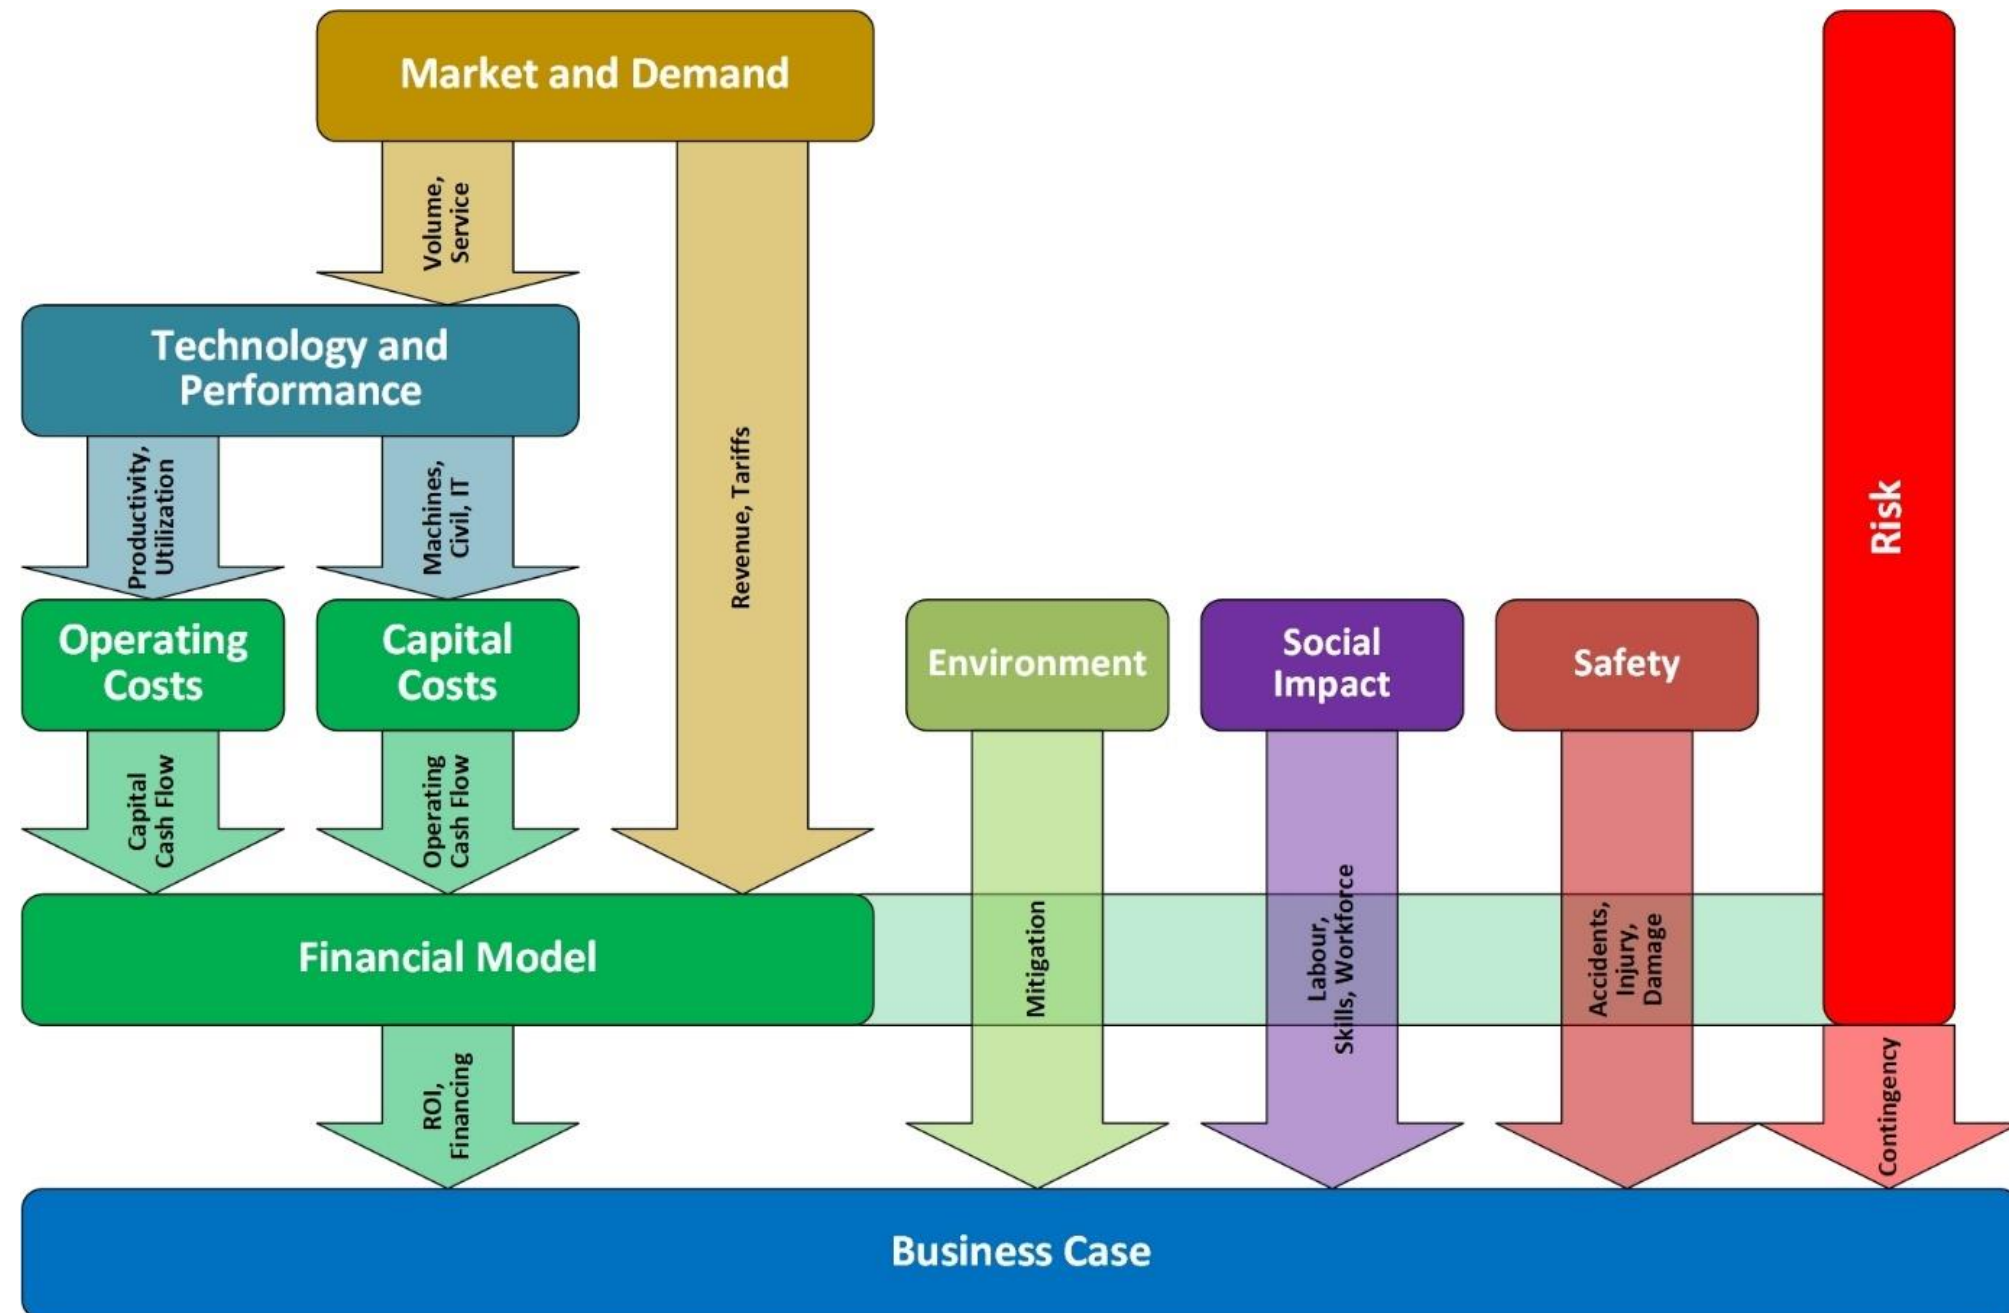 Market and Demand
Volume,
Service
Technology and
Performance
Productivity,
Utilization
Machines,
Civil, IT
Revenue, Tariffs
Risk
Operating
Costs
Capital
Costs
Environment
Social
Impact
Safety
Capital
Cash Flow
Operating
Cash Flow
Financial Model
Mitigation
Labour,
Skills, Workforce
Accidents,
Injury,
Damage
ROI,
Financing
Contingency
Business Case